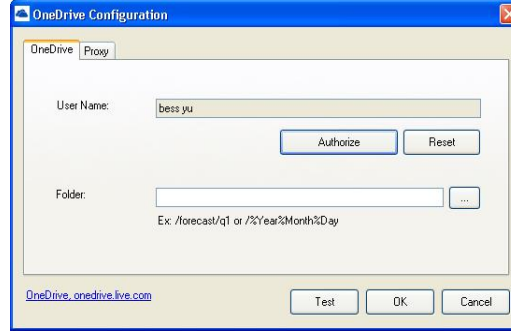 OneDrive Configuration
OneDrive Proxy
User Name: bess yu
Authorize Reset
Folder: ...
Ex: /forecast/q1 or /%Year%Month%Day
OneDrive, onedrive.live.com Test OK Cancel